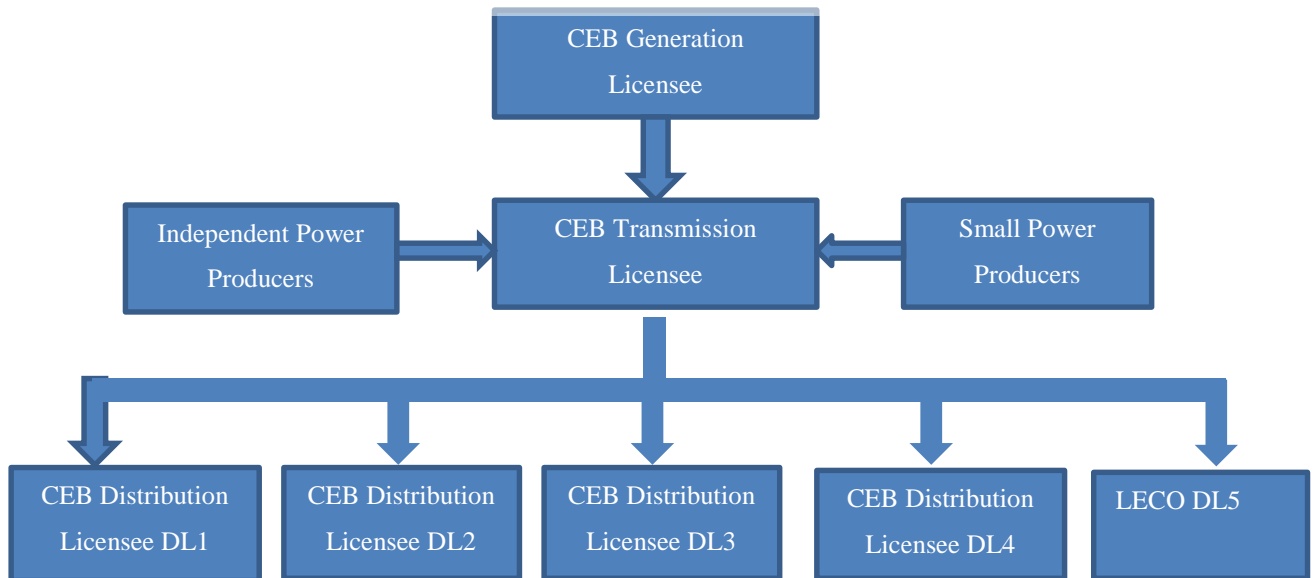 CEB Generation
Licensee
Independent Power
Producers
CEB Transmission
Licensee
Small Power
Producers
CEB Distribution
Licensee DL1
CEB Distribution
Licensee DL2
CEB Distribution
Licensee DL3
CEB Distribution
Licensee DL4
LECO DL5